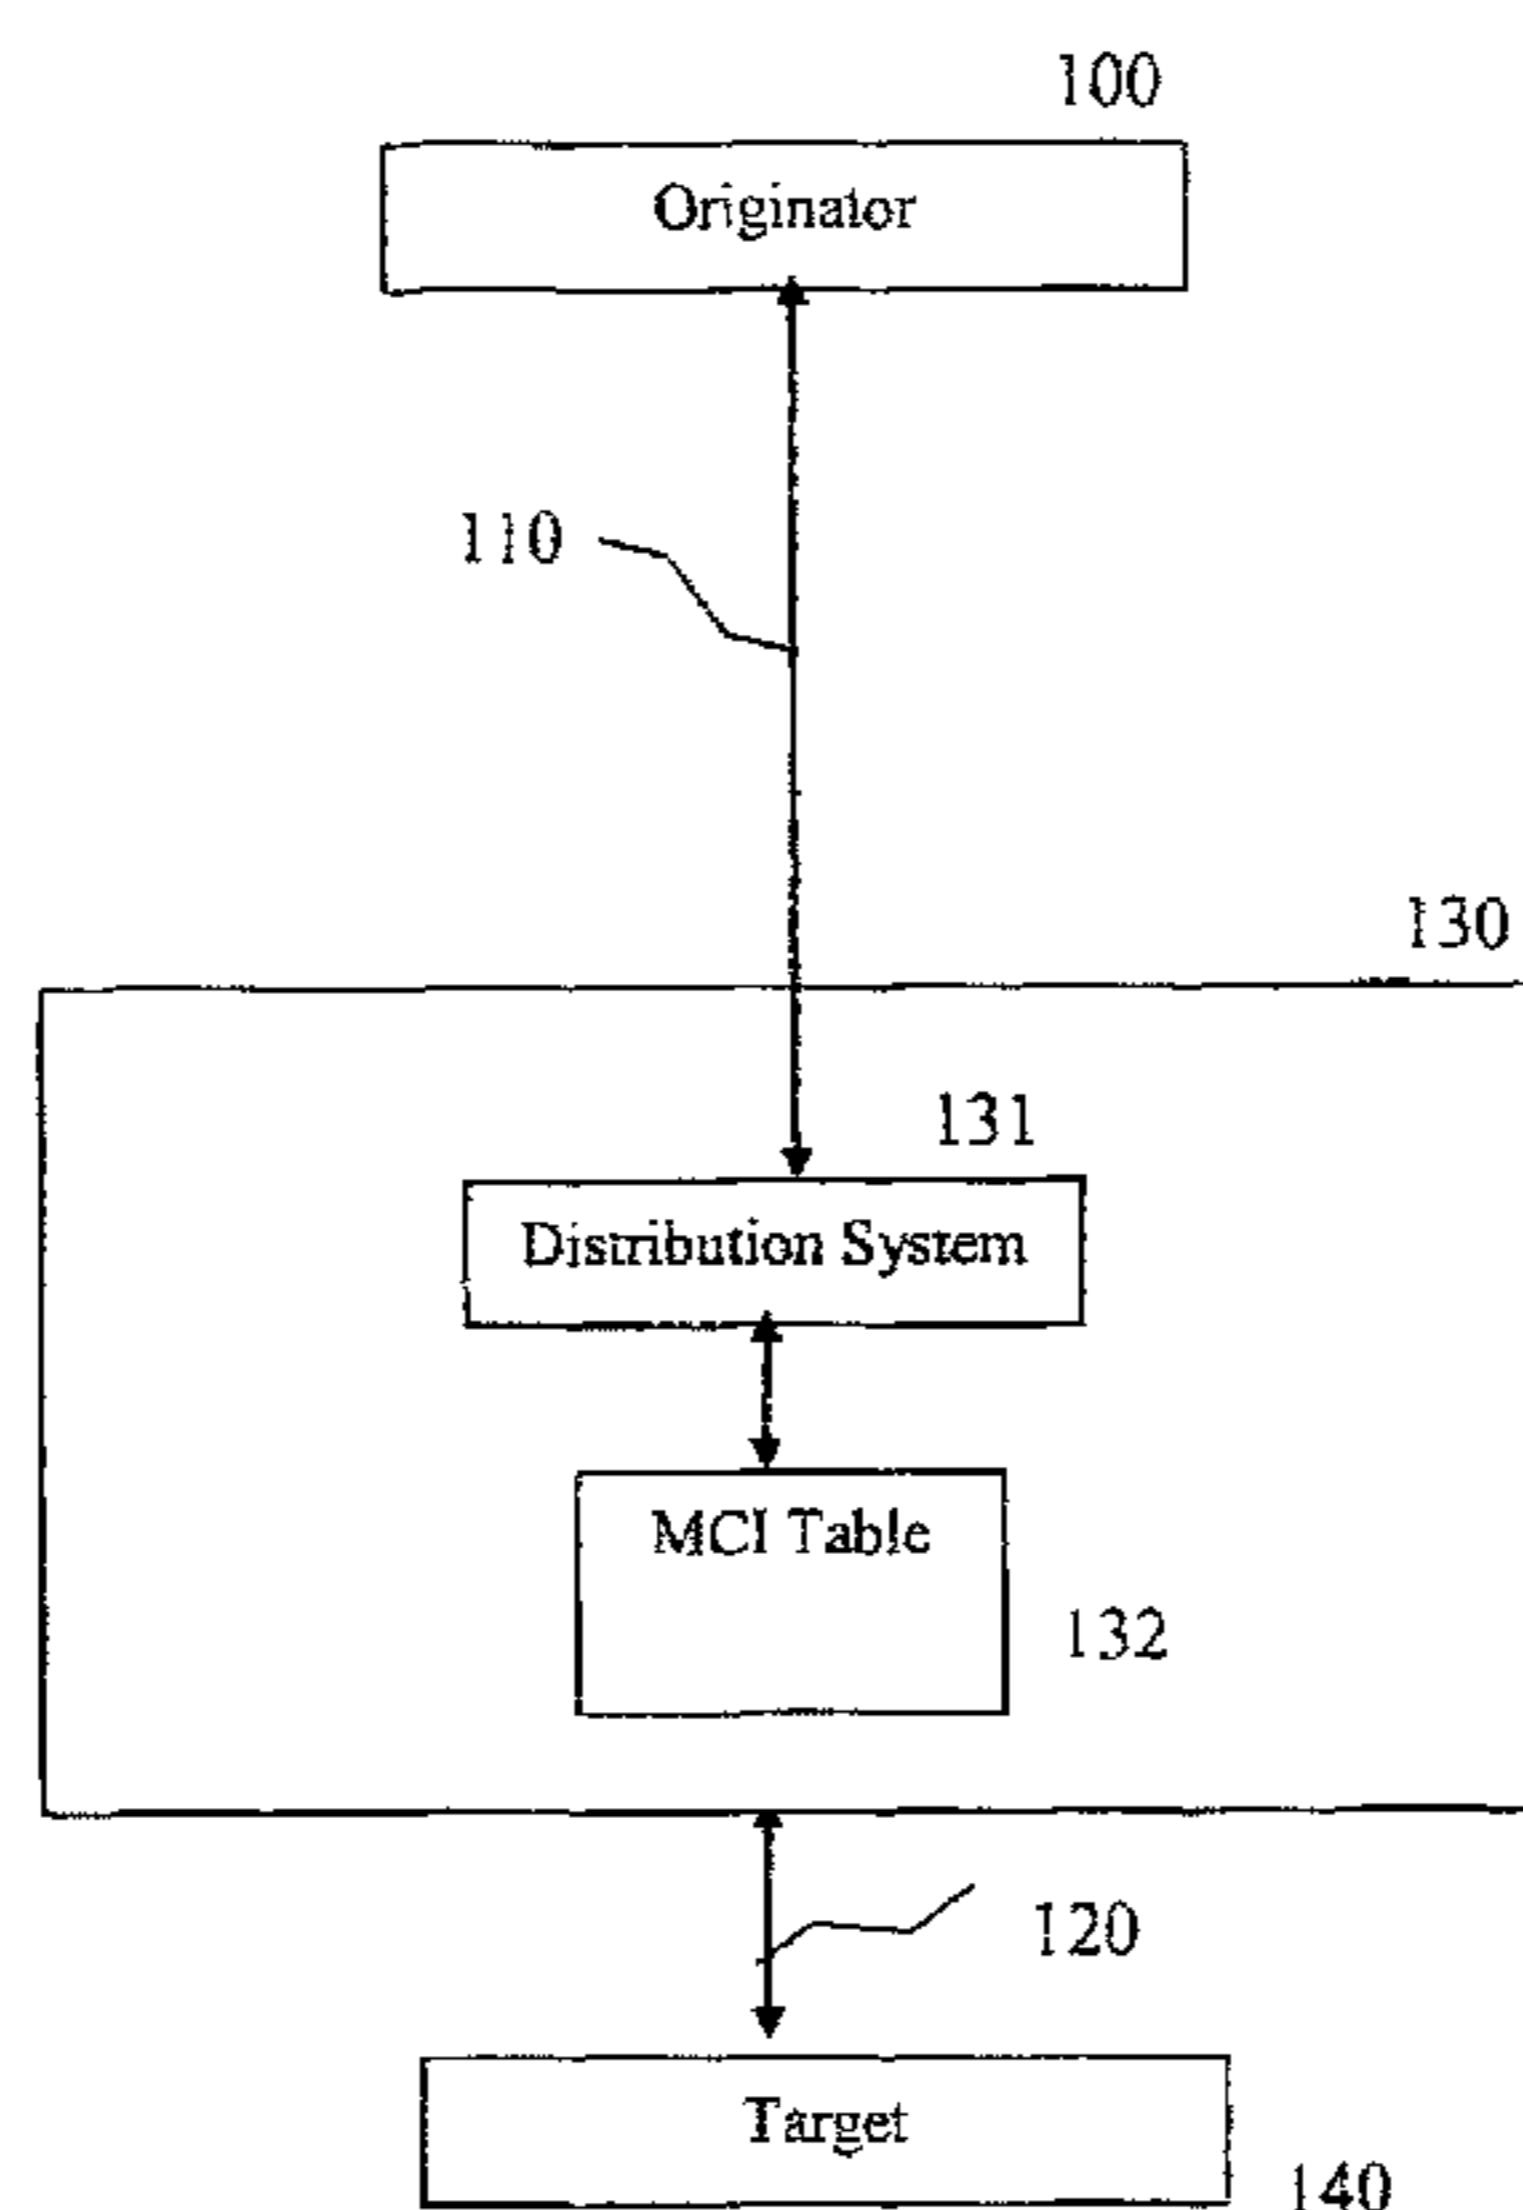 100
Originator
110
130
131
Distribution System
MCI Table
132
120
Target
140